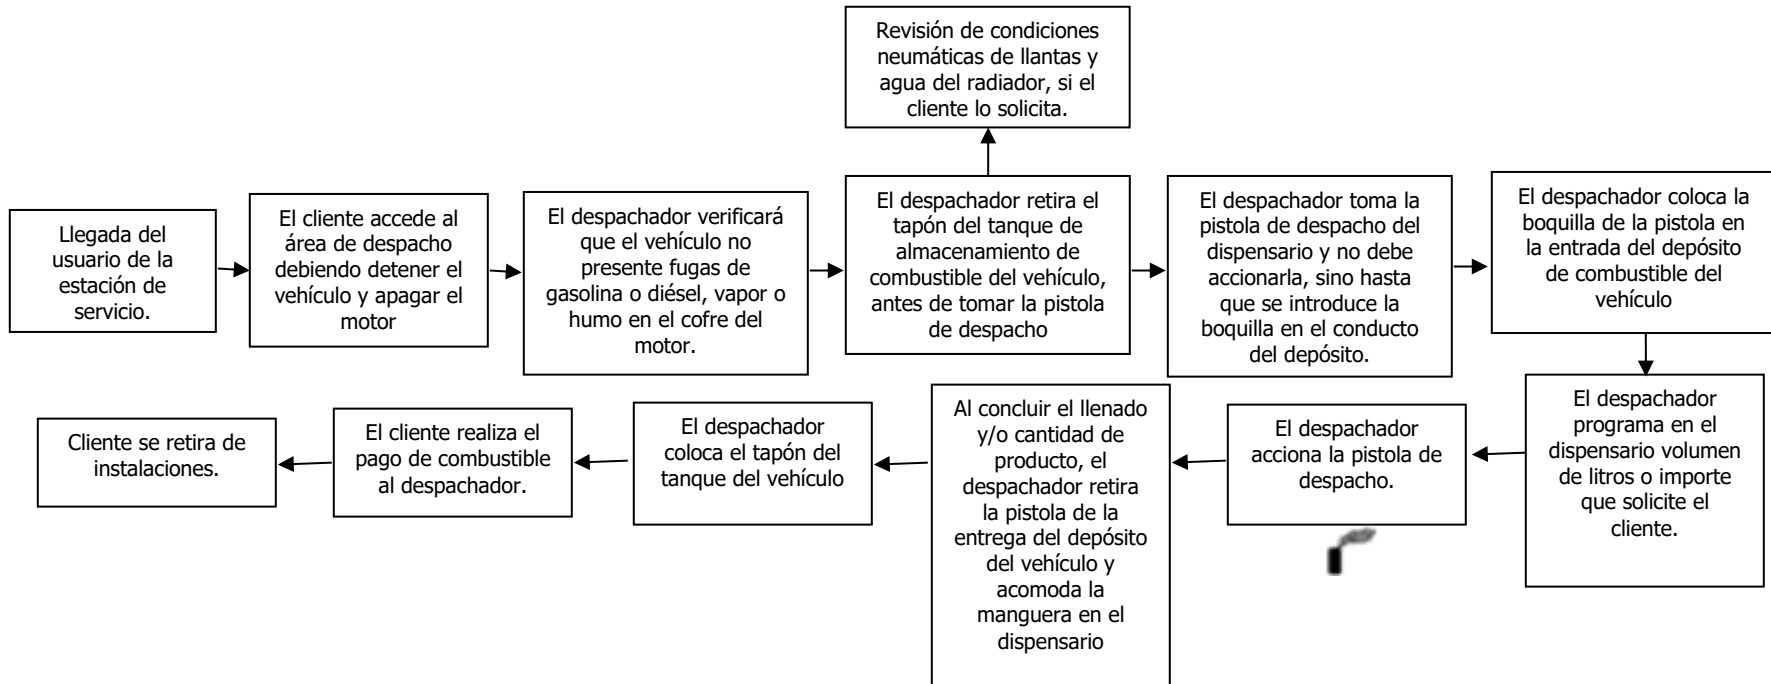 Revisión de condiciones
neumáticas de llantas y
agua del radiador, si el
cliente lo solicita.
Llegada del
usuario de la
estación de
servicio.
El cliente accede al
área de despacho
debiendo detener el
vehículo y apagar el
motor
El despachador verificará
que el vehículo no
presente fugas de
gasolina o diésel, vapor o
humo en el cofre del
motor.
El despachador retira el
tapón del tanque de
almacenamiento de
combustible del vehículo,
antes de tomar la pistola
de despacho
El despachador toma la
pistola de despacho del
dispensario y no debe
accionarla, sino hasta
que se introduce la
boquilla en el conducto
del depósito.
El despachador coloca la
boquilla de la pistola en
la entrada del depósito
de combustible del
vehículo
El despachador
programa en el
dispensario volumen
de litros o importe
que solicite el
cliente.
El despachador
acciona la pistola de
despacho.
Al concluir el llenado
y/o cantidad de
producto, el
despachador retira
la pistola de la
entrega del depósito
del vehículo y
acomoda la
manguera en el
dispensario
El despachador
coloca el tapón del
tanque del vehículo
El cliente realiza el
pago de combustible
al despachador.
Cliente se retira de
instalaciones.